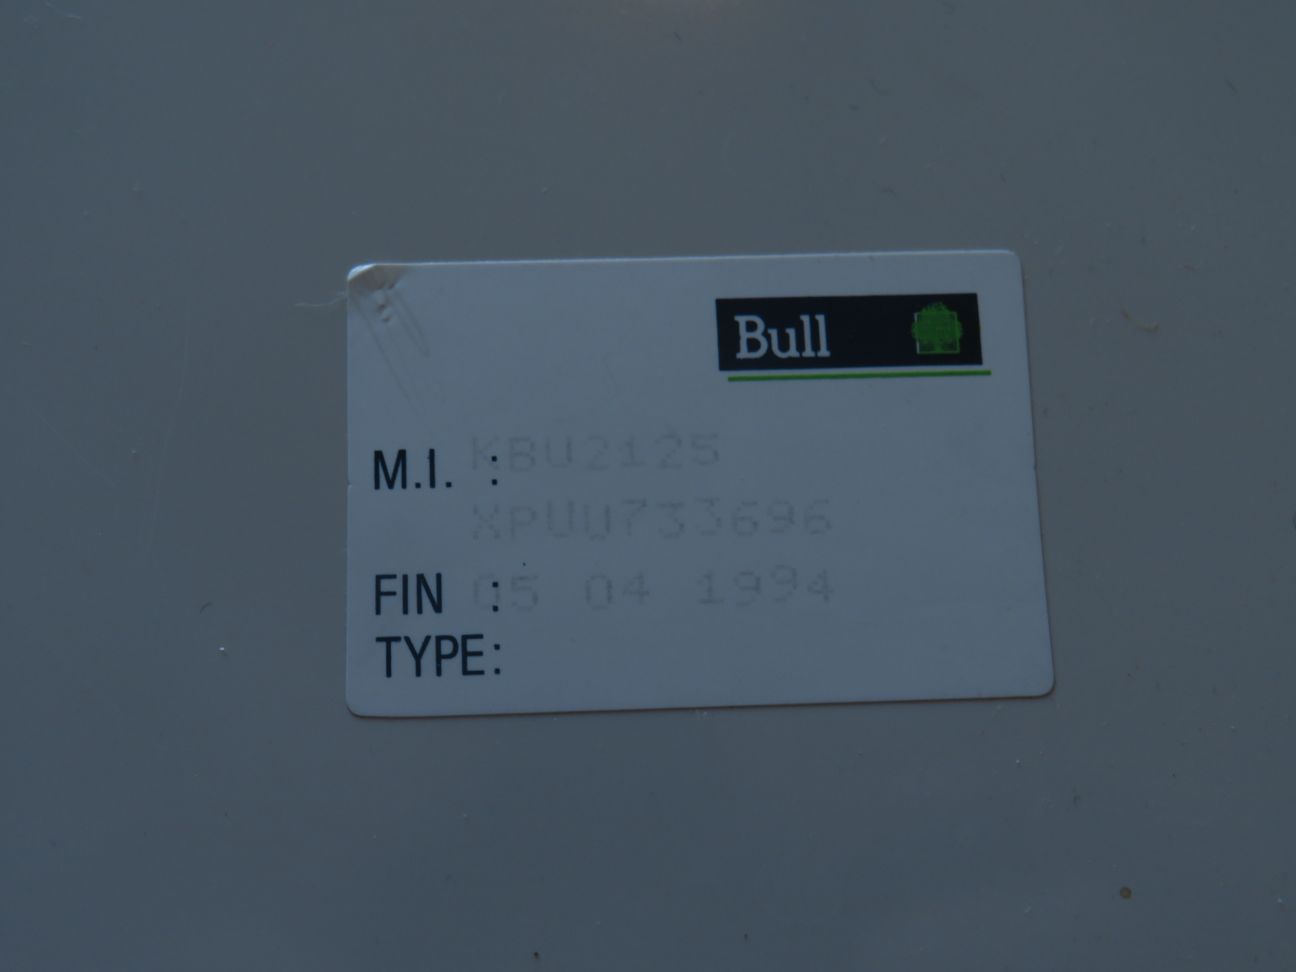 Bull
M.I. : KBU2125
XPUU733696
FIN : 05 04 1994
TYPE: